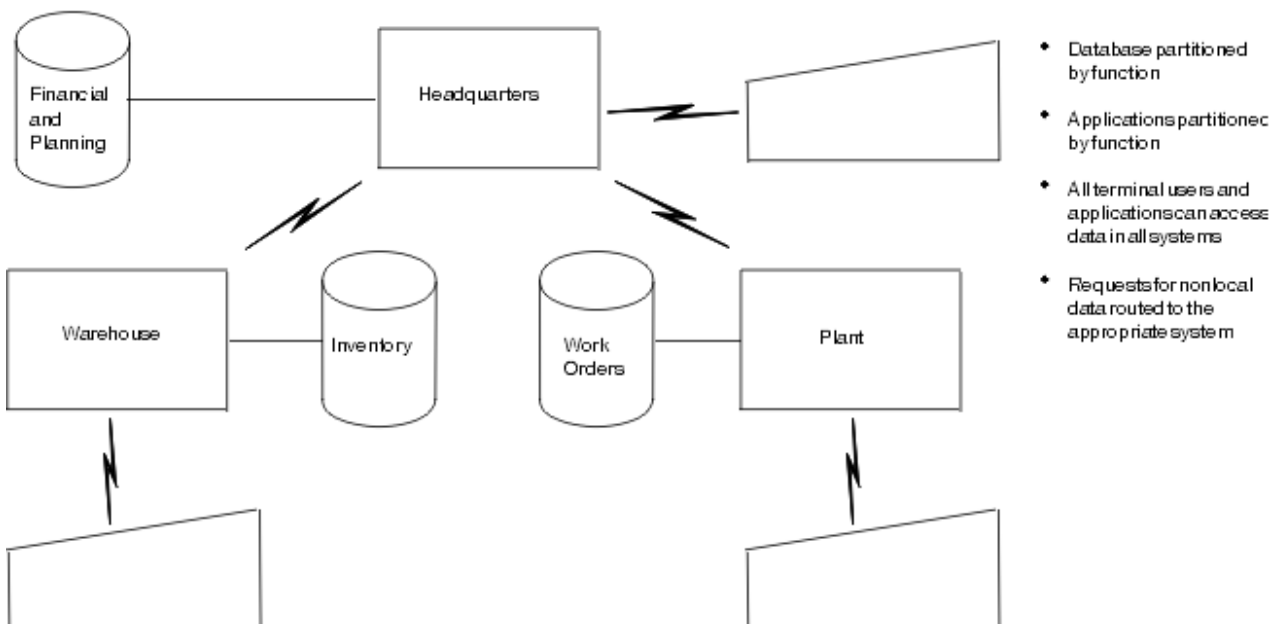 Financial
and
Planning
Headquarters
• Database partitioned
by function
• Applications partitioned
by function
• All terminal users and
applications can access
data in all systems
• Requests for nonlocal
data routed to the
appropriate system
Warehouse
Inventory
Work
Orders
Plant